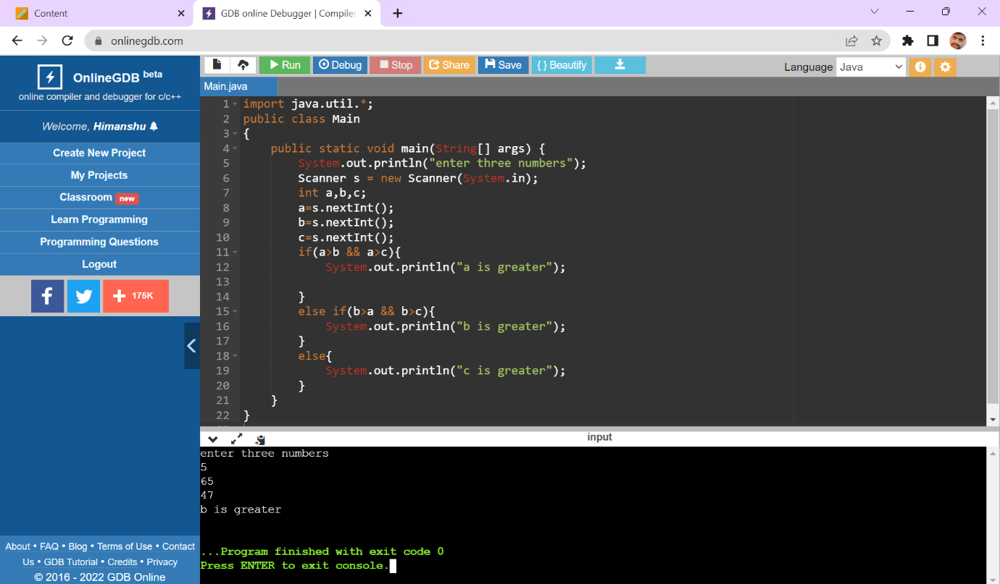 Content
GDB online Debugger | Compiler
onlinegdb.com
OnlineGDB beta
online compiler and debugger for c/c++
Welcome, Himanshu
Create New Project
My Projects
Classroom new
Learn Programming
Programming Questions
Logout
175K
About • FAQ • Blog • Terms of Use • Contact
Us • GDB Tutorial • Credits • Privacy
© 2016 - 2022 GDB Online
Run Debug Stop Share Save { } Beautify
Language Java
Main.java
1 import java.util.*;
2 public class Main
3 {
4 public static void main(String[] args) {
5 System.out.println("enter three numbers");
6 Scanner s = new Scanner(System.in);
7 int a,b,c;
8 a=s.nextInt();
9 b=s.nextInt();
10 c=s.nextInt();
11 if(a>b && a>c){
12 System.out.println("a is greater");
13
14 }
15 else if(b>a && b>c){
16 System.out.println("b is greater");
17 }
18 else{
19 System.out.println("c is greater");
20 }
21 }
22 }
input
enter three numbers
5
65
47
b is greater
...Program finished with exit code 0
Press ENTER to exit console.